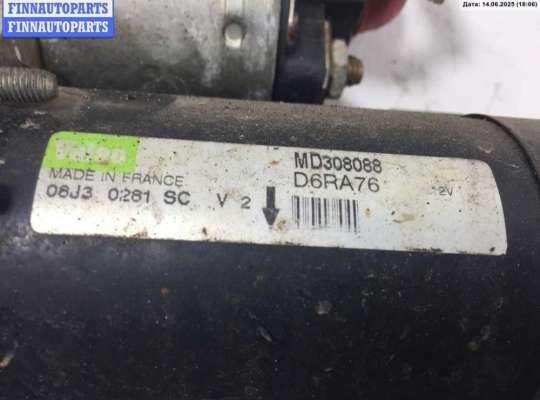 FINNAUTOPARTS
FINNAUTOPARTS
Дата: 14.06.2025 (18:06)
Valeo
MADE IN FRANCE
06J3 0281 SC V 2
MD308088
D6RA76
12V